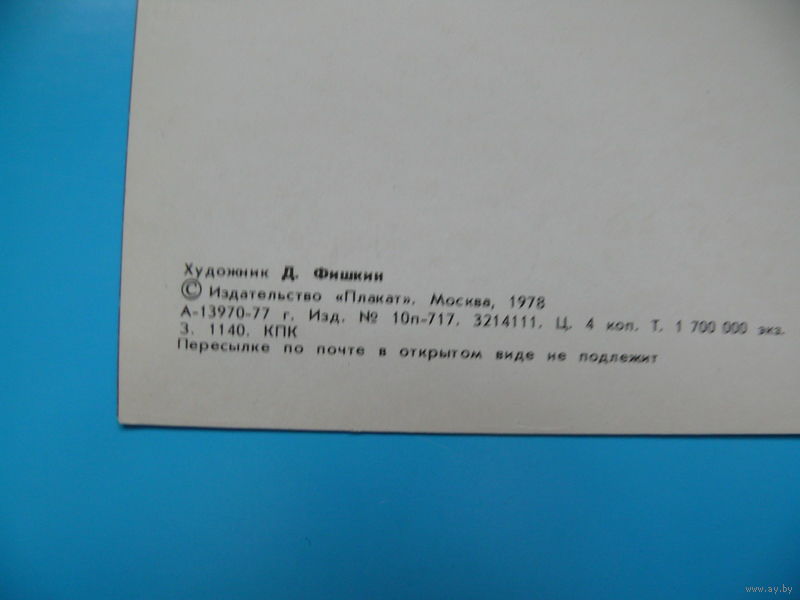 Художник Д. Фишкин
© Издательство «Плакат». Москва, 1978
А-13970-77 г. Изд. № 10п-717. 3214111. Ц. 4 коп. Т. 1 700 000 экз.
З. 1140. КПК
Пересылке по почте в открытом виде не подлежит
www.ay.by